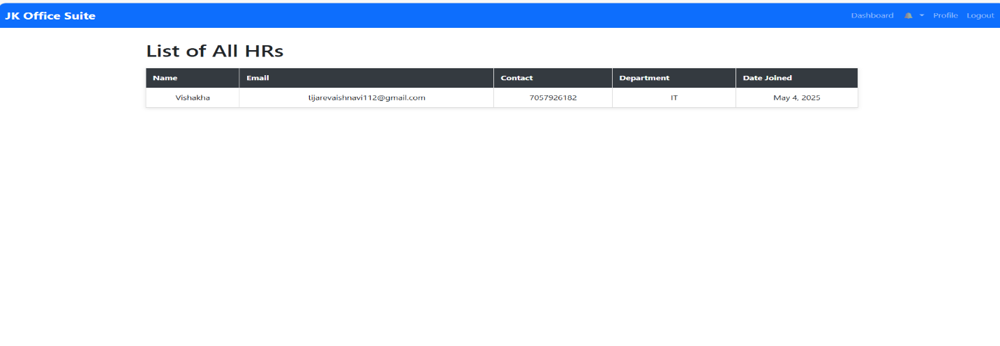 JK Office Suite Dashboard Profile Logout
List of All HRs
Name Email Contact Department Date Joined
Vishakha tijarevaishnavi112@gmail.com 7057926182 IT May 4, 2025